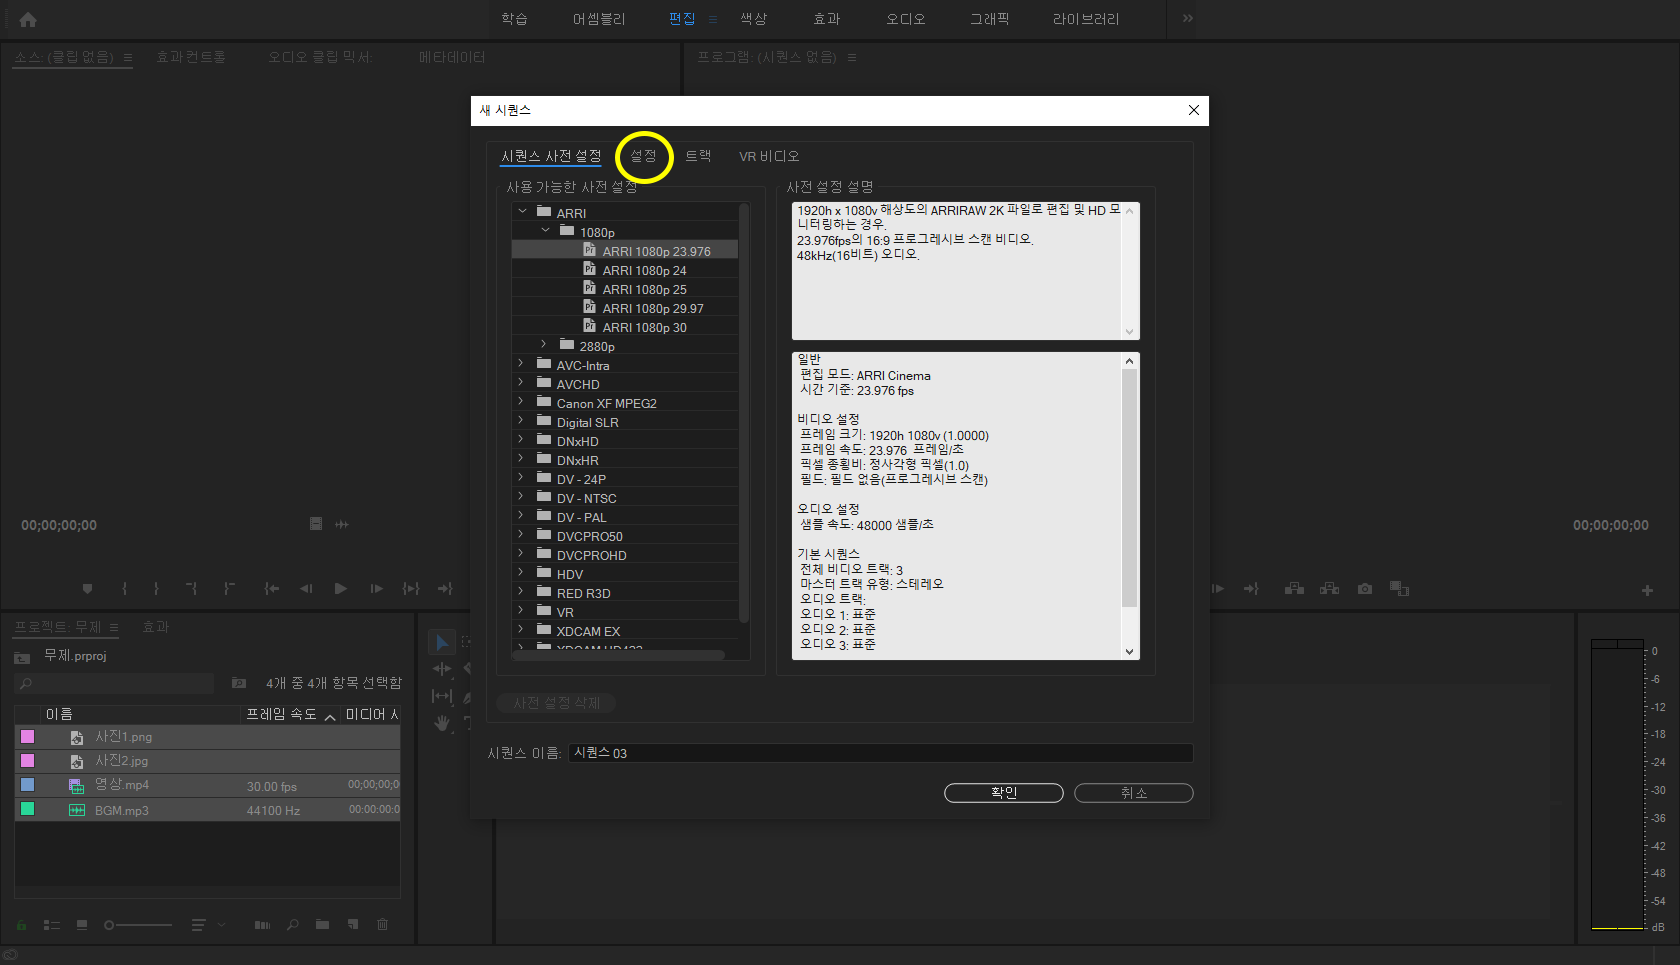 학습 어셈블리 편집 색상 효과 오디오 그래픽 라이브러리
소스: (클립 없음) 효과 컨트롤 오디오 클립 믹서: 메타데이터 프로그램: (시퀀스 없음)
새 시퀀스
시퀀스 사전 설정 설정 트랙 VR 비디오
사용 가능한 사전 설정
ARRI
1080p
ARRI 1080p 23.976
ARRI 1080p 24
ARRI 1080p 25
ARRI 1080p 29.97
ARRI 1080p 30
2880p
AVC-Intra
AVCHD
Canon XF MPEG2
Digital SLR
DNxHD
DNxHR
DV - 24P
DV - NTSC
DV - PAL
DVCPRO50
DVCPROHD
HDV
RED R3D
VR
XDCAM EX
XDCAM HD422
사전 설정 설명
1920h x 1080v 해상도의 ARRIRAW 2K 파일로 편집 및 HD 모
니터링하는 경우.
23.976fps의 16:9 프로그레시브 스캔 비디오.
48kHz(16비트) 오디오.
일반
편집 모드: ARRI Cinema
시간 기준: 23.976 fps
비디오 설정
프레임 크기: 1920h 1080v (1.0000)
프레임 속도: 23.976 프레임/초
픽셀 종횡비: 정사각형 픽셀(1.0)
필드: 필드 없음(프로그레시브 스캔)
오디오 설정
샘플 속도: 48000 샘플/초
기본 시퀀스
전체 비디오 트랙: 3
마스터 트랙 유형: 스테레오
오디오 트랙:
오디오 1: 표준
오디오 2: 표준
오디오 3: 표준
사전 설정 삭제
시퀀스 이름: 시퀀스 03
확인 취소
00;00;00;00
00;00;00;00
프로젝트: 무제 효과
무제.prproj
4개 중 4개 항목 선택함
이름 프레임 속도 미디어 시
사진1.png
사진2.jpg
영상.mp4 30.00 fps 00;00;00;0
BGM.mp3 44100 Hz 00:00:00:0
0
-6
-12
-18
-24
-30
-36
-42
-48
-54
dB